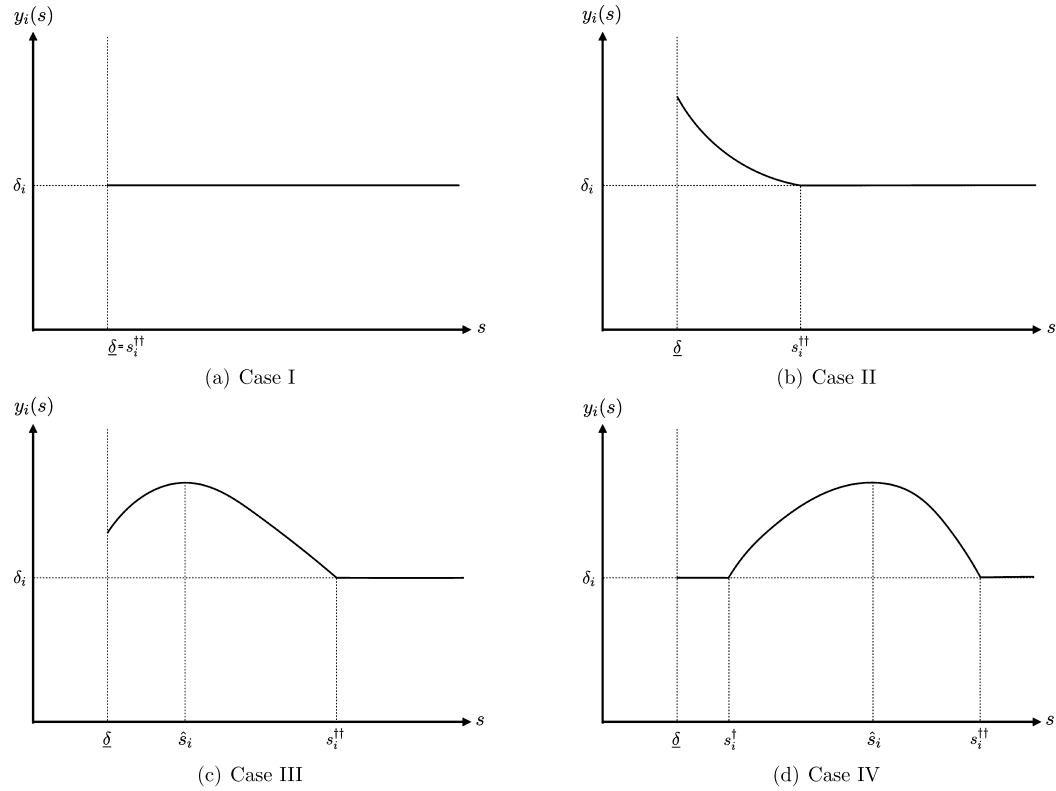 yᵢ(s)
δᵢ
s
δ̲ = sᵢ††
(a) Case I
yᵢ(s)
δᵢ
s
δ̲
sᵢ††
(b) Case II
yᵢ(s)
δᵢ
s
δ̲
ŝᵢ
sᵢ††
(c) Case III
yᵢ(s)
δᵢ
s
δ̲
sᵢ†
ŝᵢ
sᵢ††
(d) Case IV